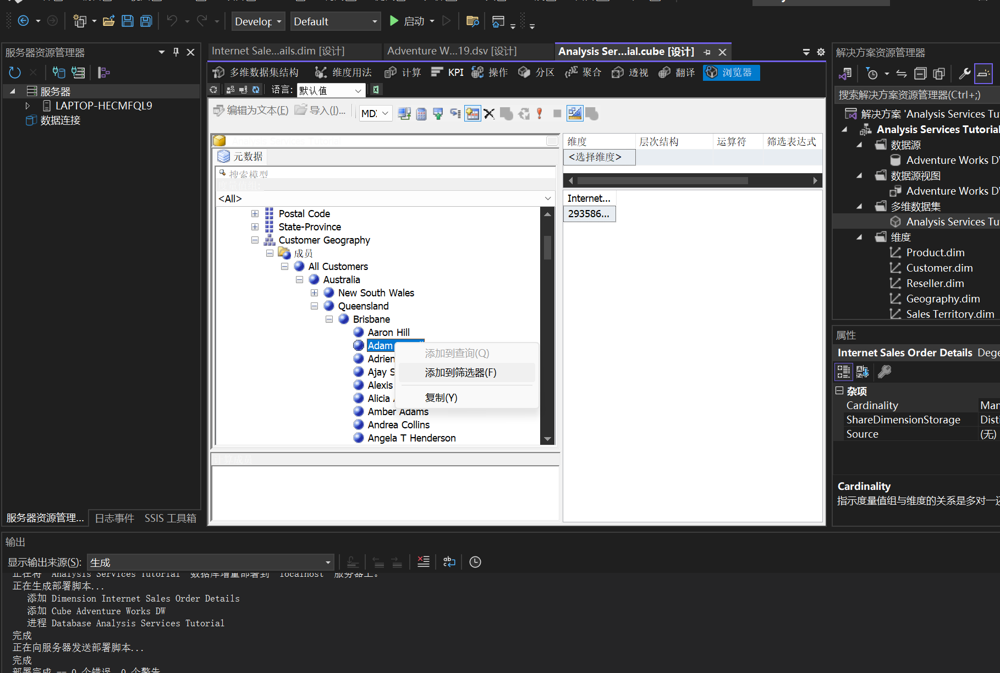 Develop
Default
启动
服务器资源管理器
服务器
LAPTOP-HECMFQL9
数据连接
服务器资源管理...
日志事件
SSIS 工具箱
Internet Sale...ails.dim [设计]
Adventure W...19.dsv [设计]
Analysis Ser...ial.cube [设计]
多维数据集结构
维度用法
计算
KPI
操作
分区
聚合
透视
翻译
浏览器
语言:
默认值
编辑为文本(E)
导入(I)...
MD
Analysis Services Tutorial
元数据
搜索模型
度量值组:
<All>
Postal Code
State-Province
Customer Geography
成员
All Customers
Australia
New South Wales
Queensland
Brisbane
Aaron Hill
Adam
Adrien
Ajay S
Alexis
Alicia
Amber Adams
Andrea Collins
Angela T Henderson
添加到查询(Q)
添加到筛选器(F)
复制(Y)
计算成员
维度
层次结构
运算符
筛选表达式
<选择维度>
Internet...
293586...
解决方案资源管理器
搜索解决方案资源管理器(Ctrl+;)
解决方案 'Analysis Services Tu
Analysis Services Tutorial
数据源
Adventure Works D
数据源视图
Adventure Works D
多维数据集
Analysis Services Tu
维度
Product.dim
Customer.dim
Reseller.dim
Geography.dim
Sales Territory.dim
属性
Internet Sales Order Details Dege
杂项
Cardinality Man
ShareDimensionStorage Disti
Source (无)
Cardinality
指示度量值组与维度的关系是多对一还
输出
显示输出来源(S):
生成
正在将“Analysis Services Tutorial”数据库增量部署到“localhost”服务器上。
正在生成部署脚本...
添加 Dimension Internet Sales Order Details
添加 Cube Adventure Works DW
进程 Database Analysis Services Tutorial
完成
正在向服务器发送部署脚本...
完成
部署完成 -- 0 个错误，0 个警告